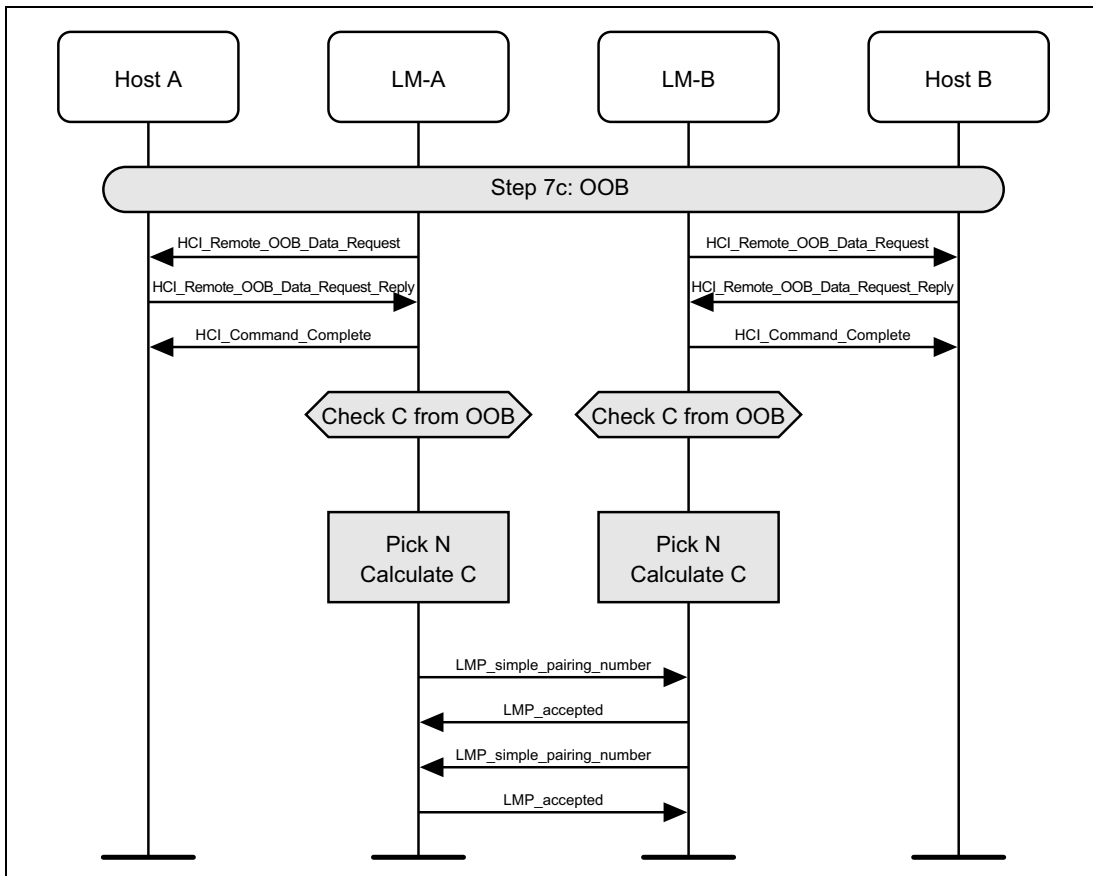 Host A
LM-A
LM-B
Host B
Step 7c: OOB
HCI_Remote_OOB_Data_Request
HCI_Remote_OOB_Data_Request
HCI_Remote_OOB_Data_Request_Reply
HCI_Remote_OOB_Data_Request_Reply
HCI_Command_Complete
HCI_Command_Complete
Check C from OOB
Check C from OOB
Pick N
Calculate C
Pick N
Calculate C
LMP_simple_pairing_number
LMP_accepted
LMP_simple_pairing_number
LMP_accepted